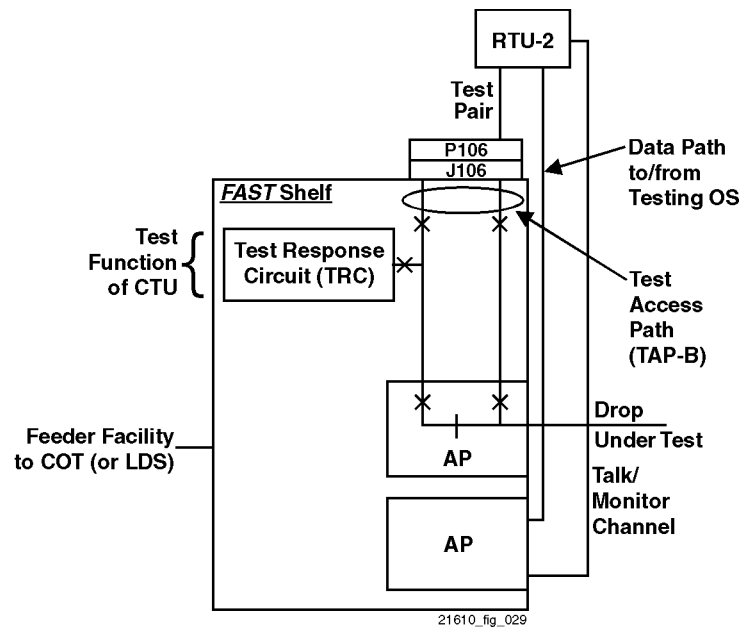 RTU-2
Test
Pair
P106
J106
Data Path
to/from
Testing OS
FAST Shelf
Test
Function
of CTU
Test Response
Circuit (TRC)
Test
Access
Path
(TAP-B)
Drop
Under Test
AP
Feeder Facility
to COT (or LDS)
Talk/
Monitor
Channel
AP
21610_fig_029